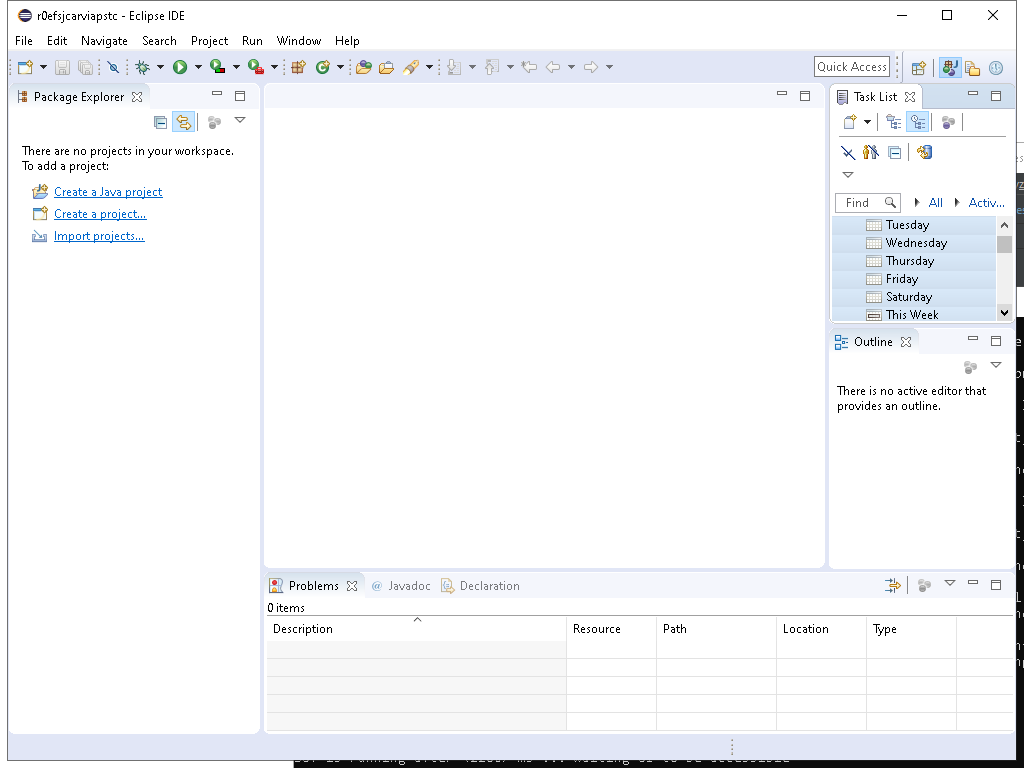 r0efsjcarviapstc - Eclipse IDE
File Edit Navigate Search Project Run Window Help
Quick Access
Package Explorer
There are no projects in your workspace.
To add a project:
Create a Java project
Create a project...
Import projects...
Task List
Find All Activ...
Tuesday
Wednesday
Thursday
Friday
Saturday
This Week
Outline
There is no active editor that
provides an outline.
Problems @ Javadoc Declaration
0 items
Description Resource Path Location Type